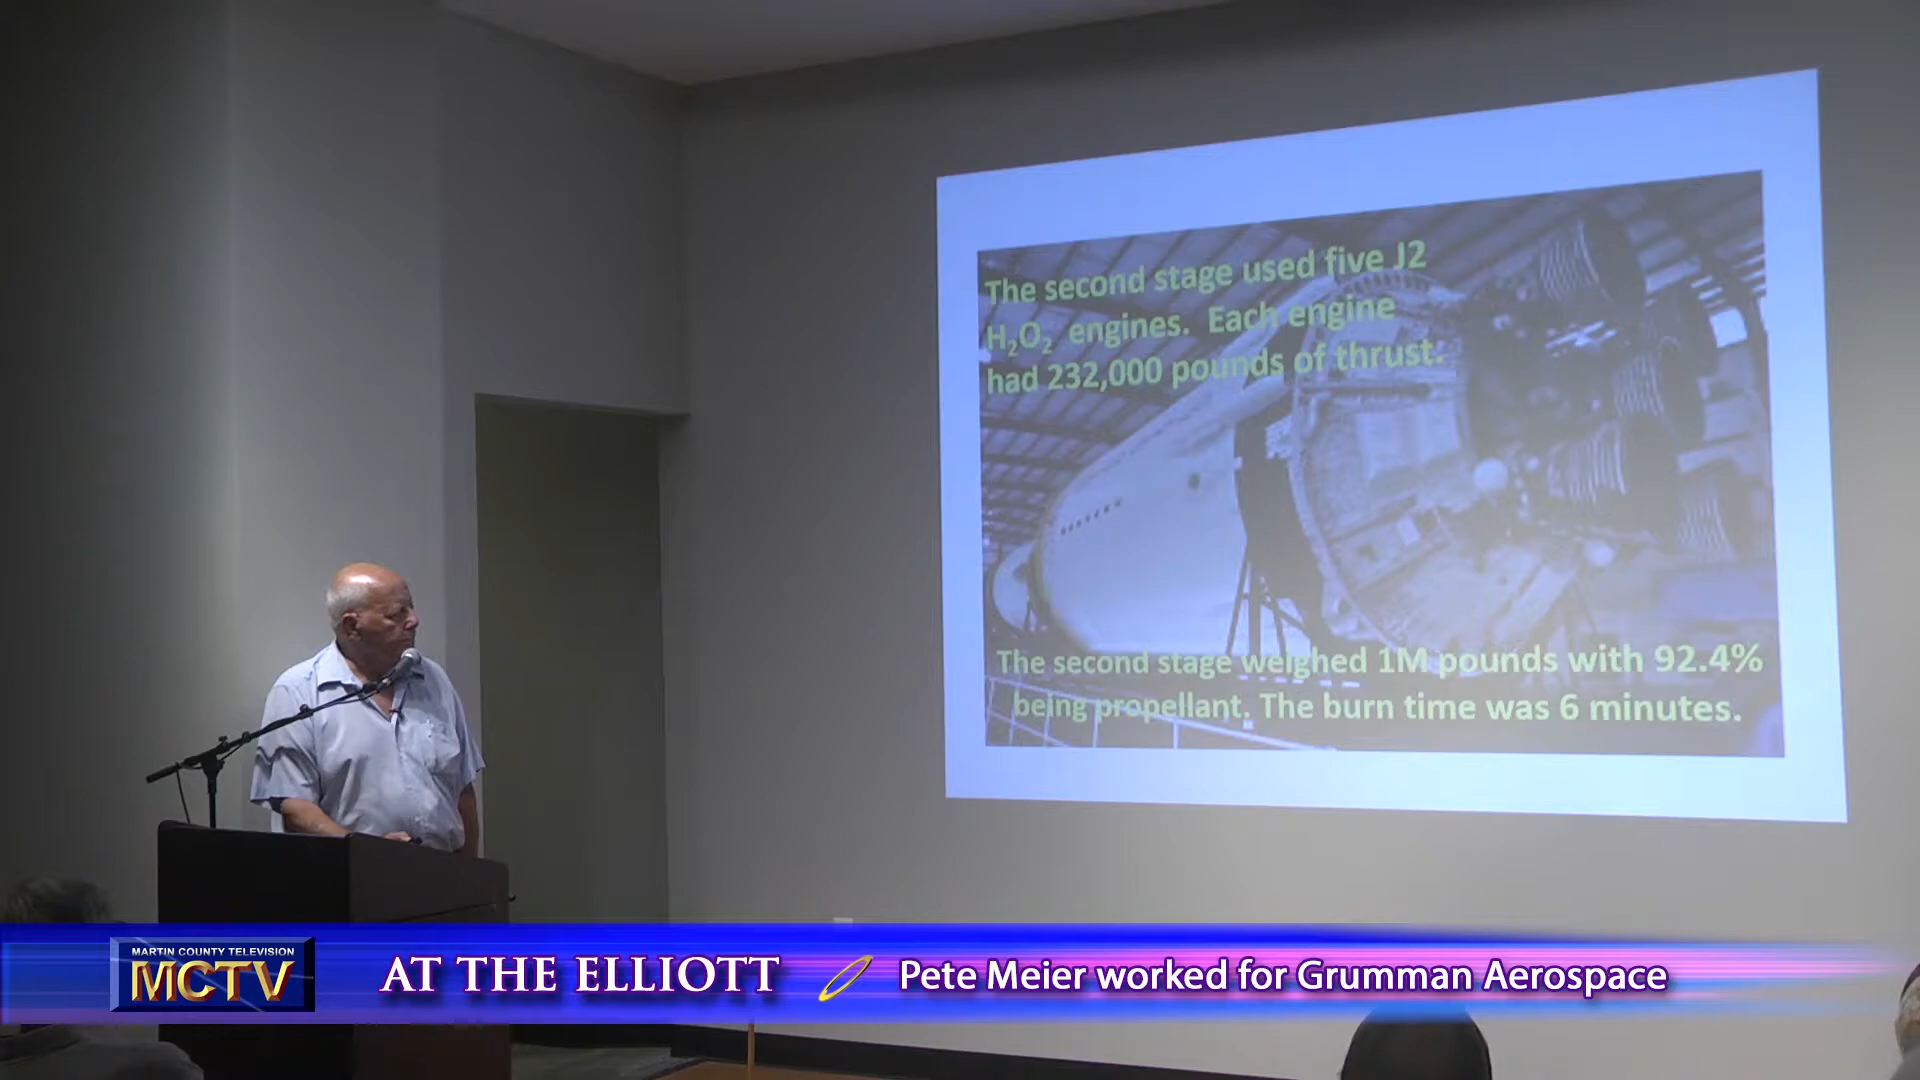 The second stage used five J2
H₂O₂ engines. Each engine
had 232,000 pounds of thrust.
The second stage weighed 1M pounds with 92.4%
being propellant. The burn time was 6 minutes.
MARTIN COUNTY TELEVISION
MCTV
AT THE ELLIOTT
Pete Meier worked for Grumman Aerospace